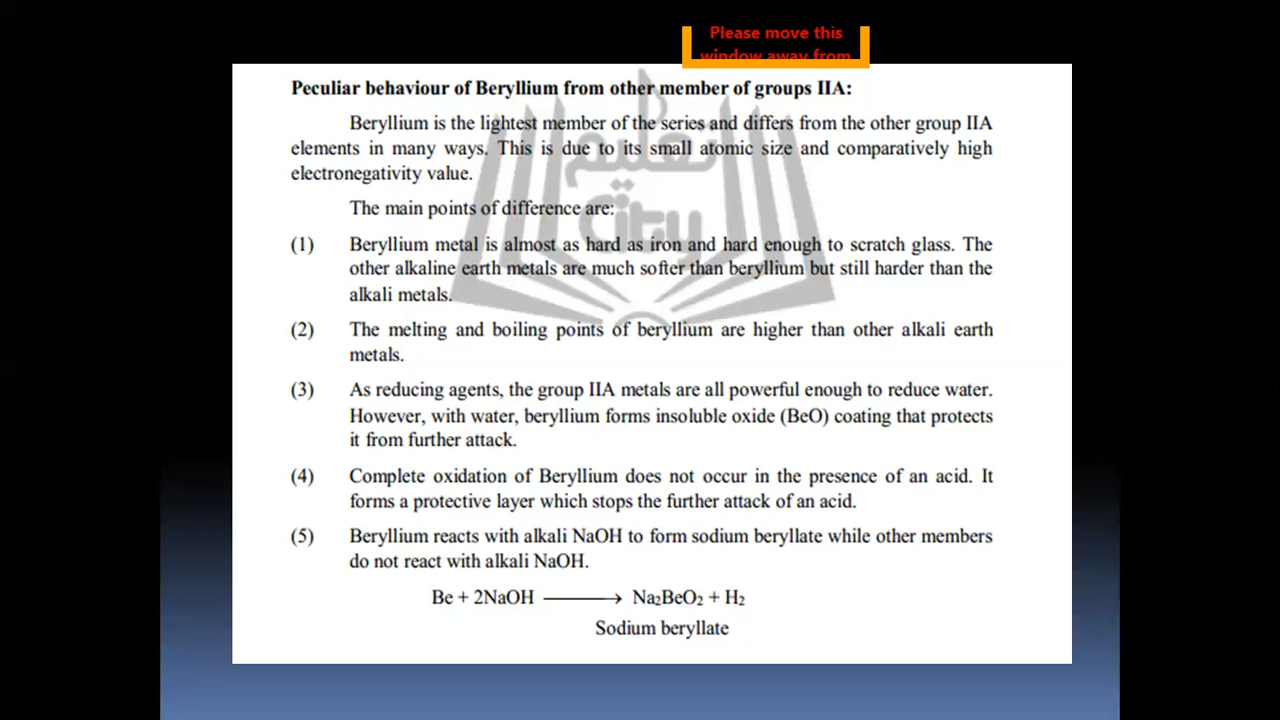 Please move this
window away from
Peculiar behaviour of Beryllium from other member of groups IIA:
Beryllium is the lightest member of the series and differs from the other group IIA
elements in many ways. This is due to its small atomic size and comparatively high
electronegativity value.
The main points of difference are:
(1) Beryllium metal is almost as hard as iron and hard enough to scratch glass. The
other alkaline earth metals are much softer than beryllium but still harder than the
alkali metals.
(2) The melting and boiling points of beryllium are higher than other alkali earth
metals.
(3) As reducing agents, the group IIA metals are all powerful enough to reduce water.
However, with water, beryllium forms insoluble oxide (BeO) coating that protects
it from further attack.
(4) Complete oxidation of Beryllium does not occur in the presence of an acid. It
forms a protective layer which stops the further attack of an acid.
(5) Beryllium reacts with alkali NaOH to form sodium beryllate while other members
do not react with alkali NaOH.
Be + 2NaOH ⟶ Na₂BeO₂ + H₂
Sodium beryllate
تعلیم
City